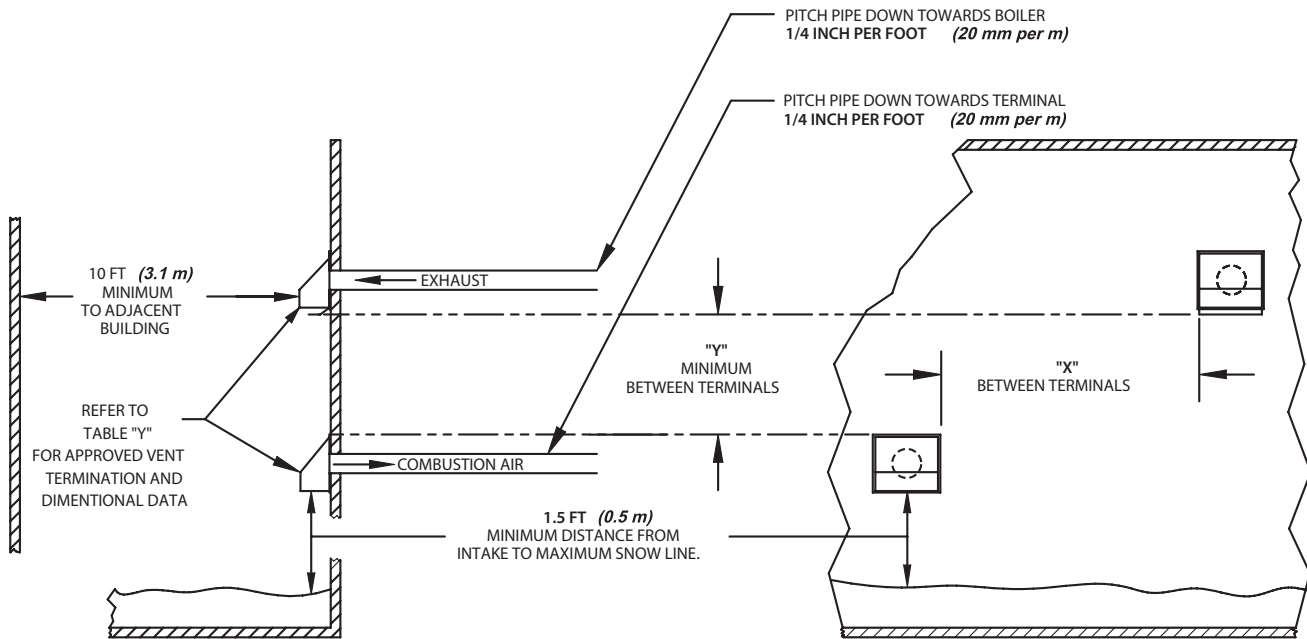 PITCH PIPE DOWN TOWARDS BOILER
1/4 INCH PER FOOT (20 mm per m)
PITCH PIPE DOWN TOWARDS TERMINAL
1/4 INCH PER FOOT (20 mm per m)
10 FT (3.1 m)
MINIMUM
TO ADJACENT
BUILDING
EXHAUST
"Y"
MINIMUM
BETWEEN TERMINALS
"X"
BETWEEN TERMINALS
REFER TO
TABLE "Y"
FOR APPROVED VENT
TERMINATION AND
DIMENTIONAL DATA
COMBUSTION AIR
1.5 FT (0.5 m)
MINIMUM DISTANCE FROM
INTAKE TO MAXIMUM SNOW LINE.